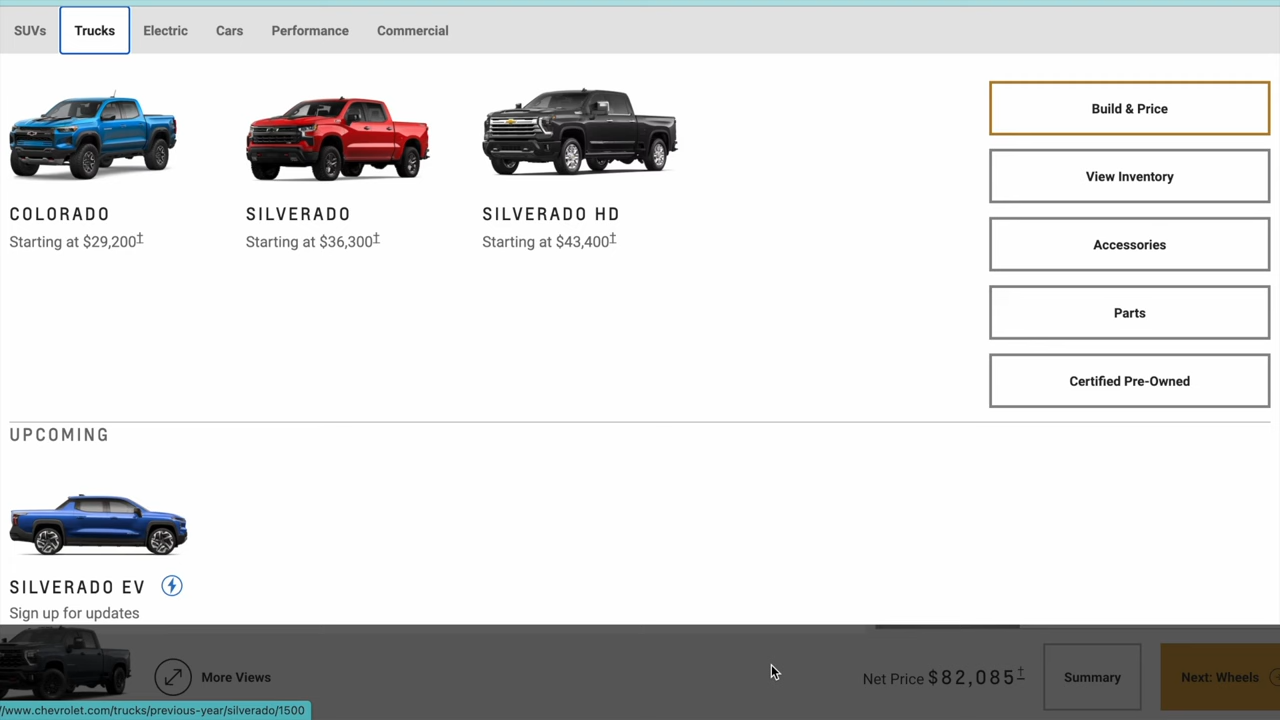 SUVs Trucks Electric Cars Performance Commercial
COLORADO
Starting at $29,200†
SILVERADO
Starting at $36,300†
SILVERADO HD
Starting at $43,400†
Build & Price
View Inventory
Accessories
Parts
Certified Pre-Owned
UPCOMING
SILVERADO EV
Sign up for updates
More Views
Net Price $82,085†
Summary
Next: Wheels
/www.chevrolet.com/trucks/previous-year/silverado/1500